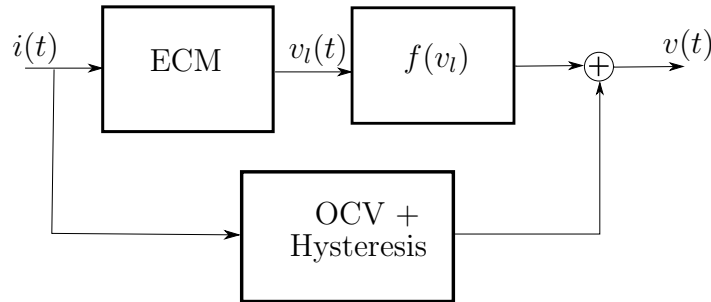 i(t)
ECM
v_l(t)
f(v_l)
+
v(t)
OCV +
Hysteresis